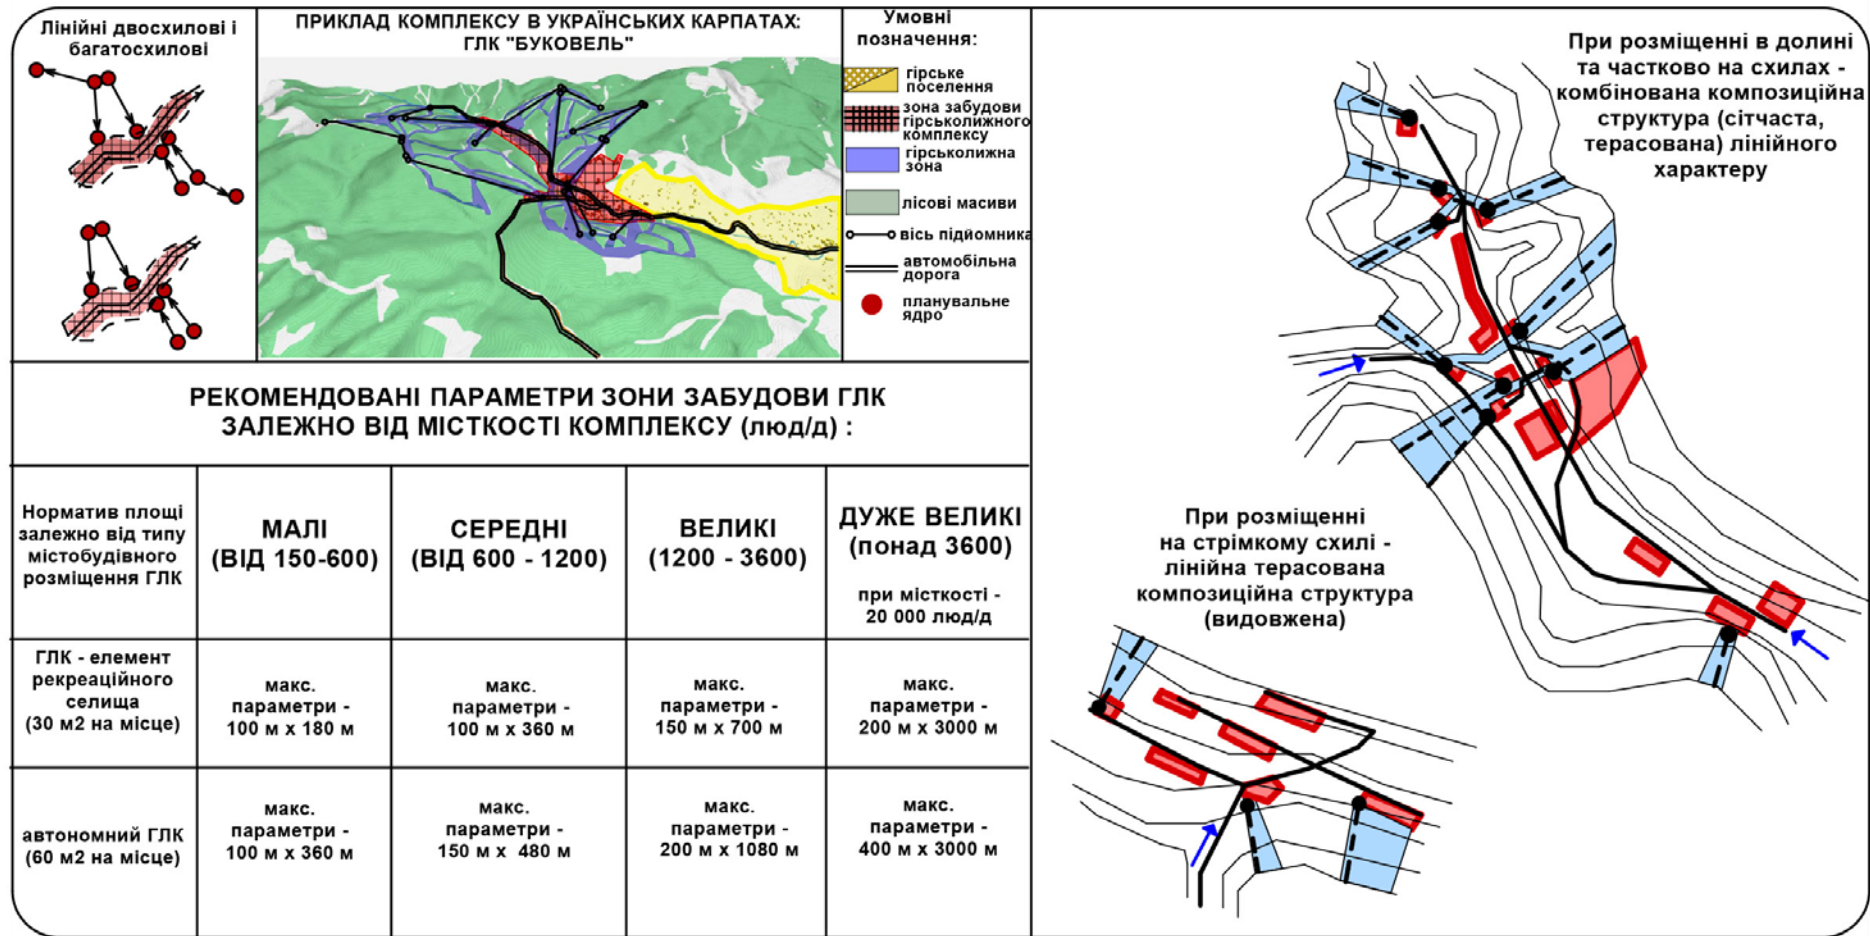 Лінійні двосхилові і
багатосхилові
ПРИКЛАД КОМПЛЕКСУ В УКРАЇНСЬКИХ КАРПАТАХ:
ГЛК "БУКОВЕЛЬ"
Умовні
позначення:
гірське
поселення
зона забудови
гірськолижного
комплексу
гірськолижна
зона
лісові масиви
вісь підйомника
автомобільна
дорога
планувальне
ядро
При розміщенні в долині
та частково на схилах -
комбінована композиційна
структура (сітчаста,
терасована) лінійного
характеру
При розміщенні
на стрімкому схилі -
лінійна терасована
композиційна структура
(видовжена)
РЕКОМЕНДОВАНІ ПАРАМЕТРИ ЗОНИ ЗАБУДОВИ ГЛК
ЗАЛЕЖНО ВІД МІСТКОСТІ КОМПЛЕКСУ (люд/д) :
Норматив площі
залежно від типу
містобудівного
розміщення ГЛК
МАЛІ
(ВІД 150-600)
СЕРЕДНІ
(ВІД 600 - 1200)
ВЕЛИКІ
(1200 - 3600)
ДУЖЕ ВЕЛИКІ
(понад 3600)
при місткості -
20 000 люд/д
ГЛК - елемент
рекреаційного
селища
(30 м2 на місце)
макс.
параметри -
100 м х 180 м
макс.
параметри -
100 м х 360 м
макс.
параметри -
150 м х 700 м
макс.
параметри -
200 м х 3000 м
автономний ГЛК
(60 м2 на місце)
макс.
параметри -
100 м х 360 м
макс.
параметри -
150 м х  480 м
макс.
параметри -
200 м х 1080 м
макс.
параметри -
400 м х 3000 м